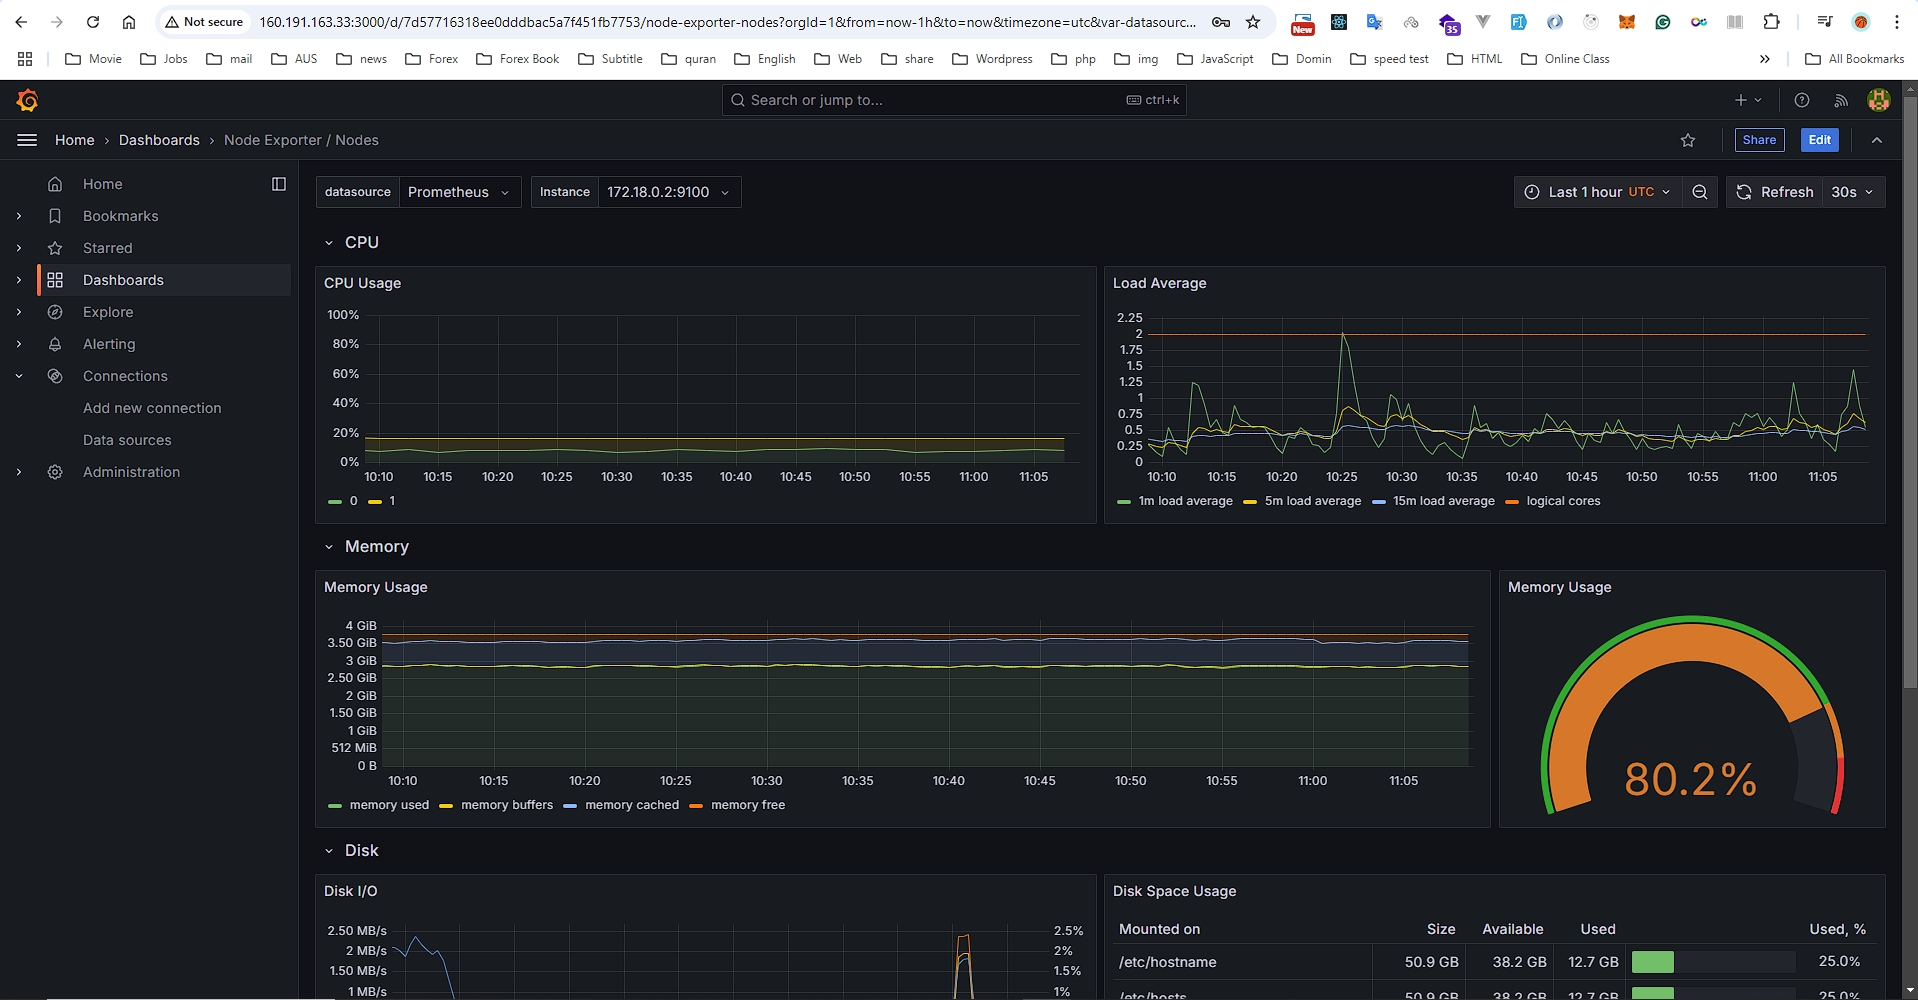 Not secure 160.191.163.33:3000/d/7d57716318ee0dddbac5a7f451fb7753/node-exporter-nodes?orgId=1&from=now-1h&to=now&timezone=utc&var-datasourc... New 35
Movie Jobs mail AUS news Forex Forex Book Subtitle quran English Web share Wordpress php img JavaScript Domin speed test HTML Online Class » All Bookmarks
Search or jump to... ctrl+k
Home › Dashboards › Node Exporter / Nodes Share Edit
Home
Bookmarks
Starred
Dashboards
Explore
Alerting
Connections
Add new connection
Data sources
Administration
datasource Prometheus Instance 172.18.0.2:9100 Last 1 hour UTC Refresh 30s
CPU
CPU Usage
100%
80%
60%
40%
20%
0%
10:10 10:15 10:20 10:25 10:30 10:35 10:40 10:45 10:50 10:55 11:00 11:05
0 1
Load Average
2.25
2
1.75
1.5
1.25
1
0.75
0.5
0.25
0
10:10 10:15 10:20 10:25 10:30 10:35 10:40 10:45 10:50 10:55 11:00 11:05
1m load average 5m load average 15m load average logical cores
Memory
Memory Usage
4 GiB
3.50 GiB
3 GiB
2.50 GiB
2 GiB
1.50 GiB
1 GiB
512 MiB
0 B
10:10 10:15 10:20 10:25 10:30 10:35 10:40 10:45 10:50 10:55 11:00 11:05
memory used memory buffers memory cached memory free
Memory Usage
80.2%
Disk
Disk I/O
2.50 MB/s 2.5%
2 MB/s 2%
1.50 MB/s 1.5%
1 MB/s 1%
Disk Space Usage
Mounted on Size Available Used Used, %
/etc/hostname 50.9 GB 38.2 GB 12.7 GB 25.0%
/etc/hosts 50.9 GB 38.2 GB 12.7 GB 25.0%